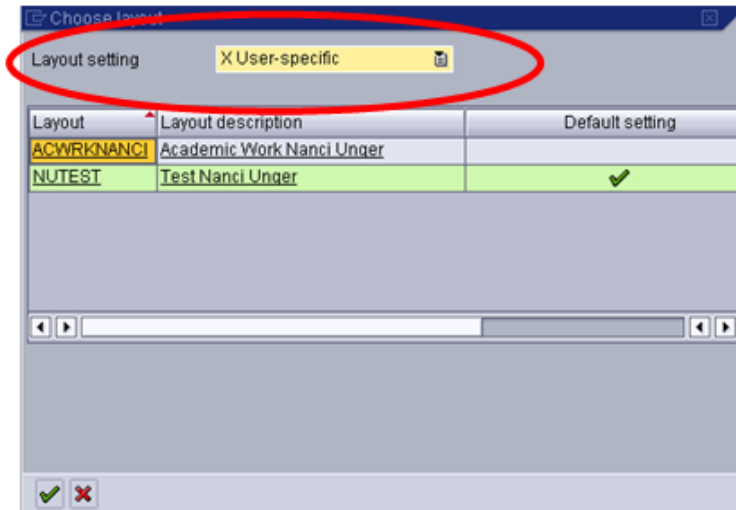 Choose layout
Layout setting X User-specific
Layout Layout description Default setting
ACWRKNANCI Academic Work Nanci Unger
NUTEST Test Nanci Unger